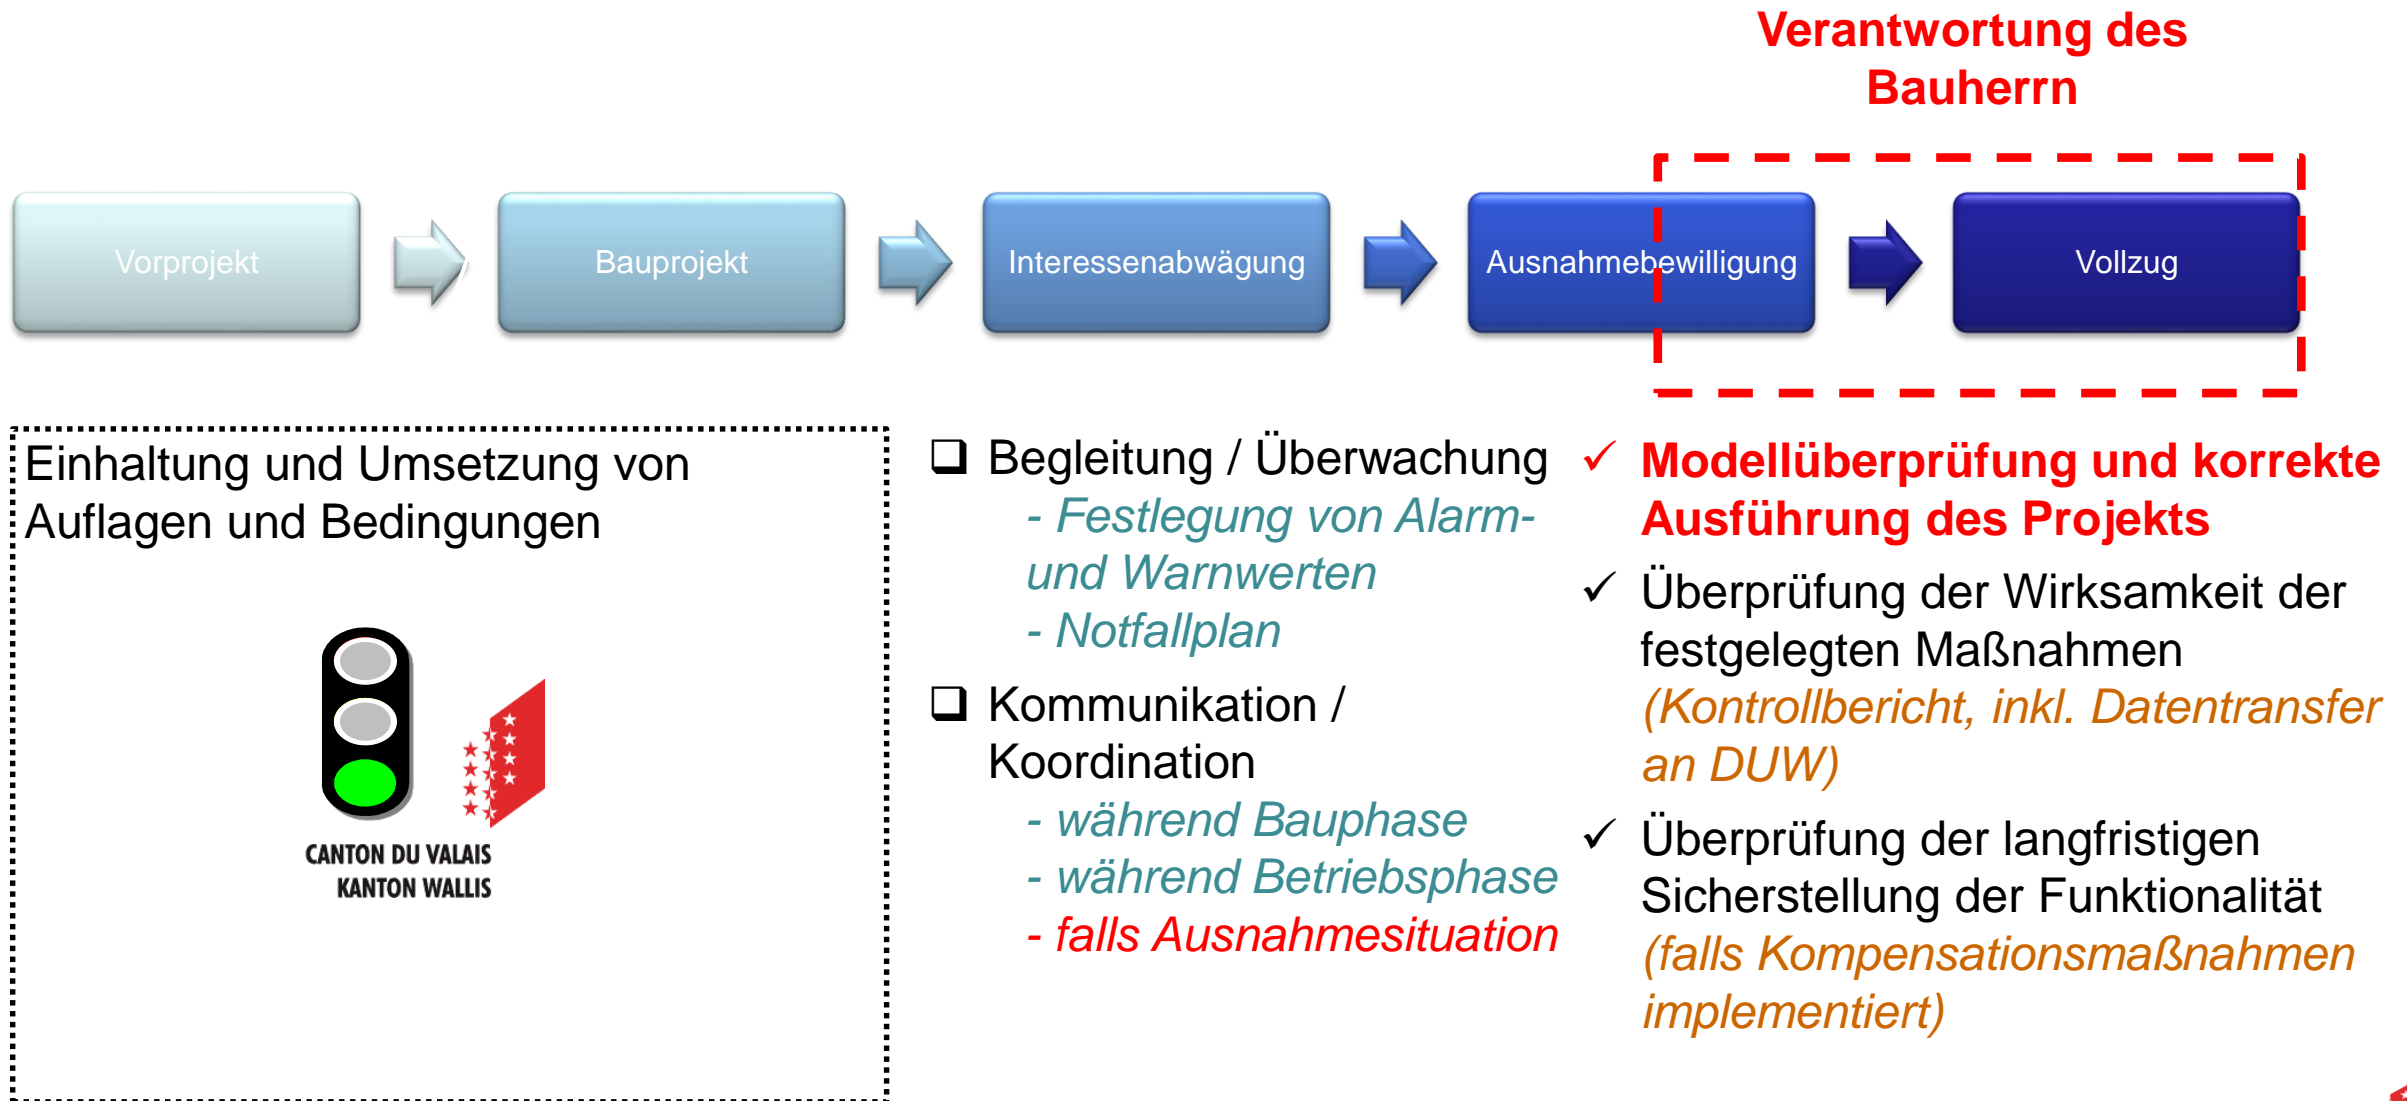 Verantwortung des
Bauherrn
Vorprojekt
Bauprojekt
Interessenabwägung
Ausnahmebewilligung
Vollzug
Einhaltung und Umsetzung von
Auflagen und Bedingungen
CANTON DU VALAIS
KANTON WALLIS
❑ Begleitung / Überwachung
- Festlegung von Alarm-
und Warnwerten
- Notfallplan
❑ Kommunikation /
Koordination
- während Bauphase
- während Betriebsphase
- falls Ausnahmesituation
✓ Modellüberprüfung und korrekte
Ausführung des Projekts
✓ Überprüfung der Wirksamkeit der
festgelegten Maßnahmen
(Kontrollbericht, inkl. Datentransfer
an DUW)
✓ Überprüfung der langfristigen
Sicherstellung der Funktionalität
(falls Kompensationsmaßnahmen
implementiert)